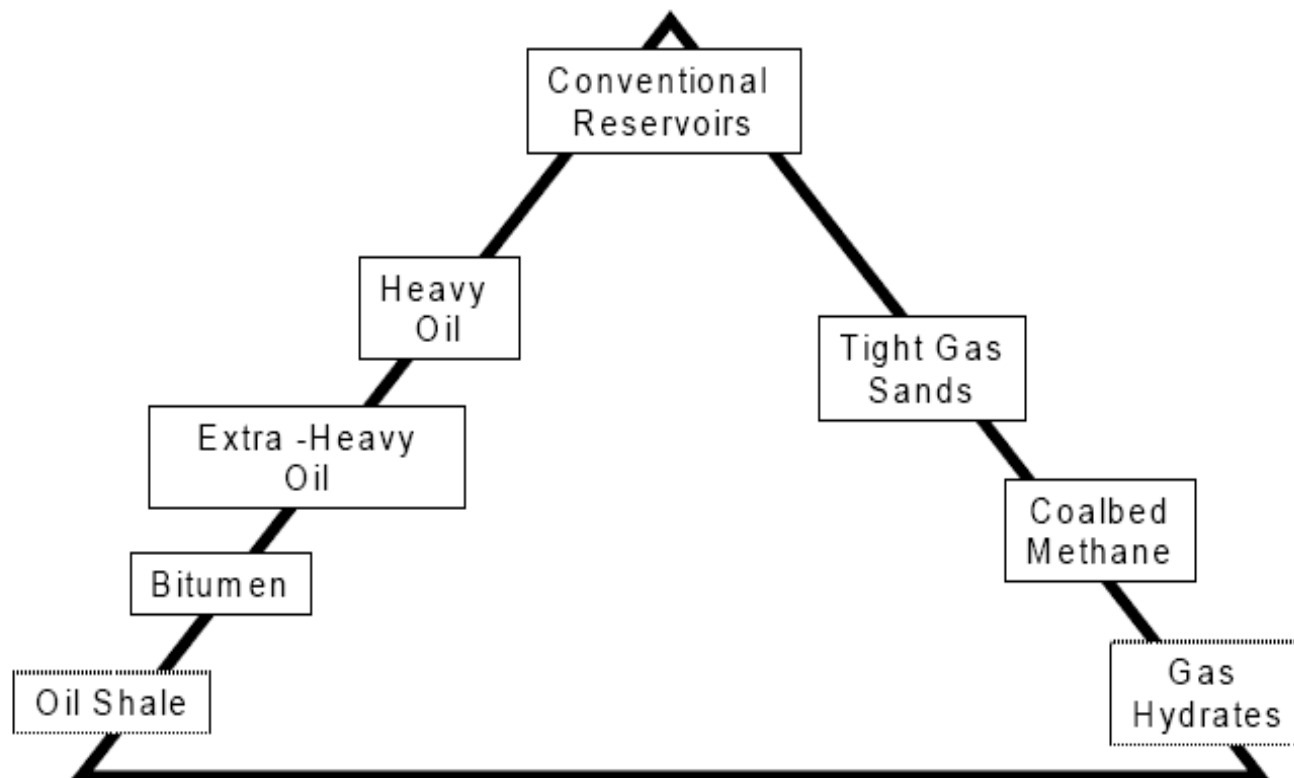 Conventional
Reservoirs
Heavy
Oil
Tight Gas
Sands
Extra -Heavy
Oil
Coalbed
Methane
Bitumen
Gas
Hydrates
Oil Shale